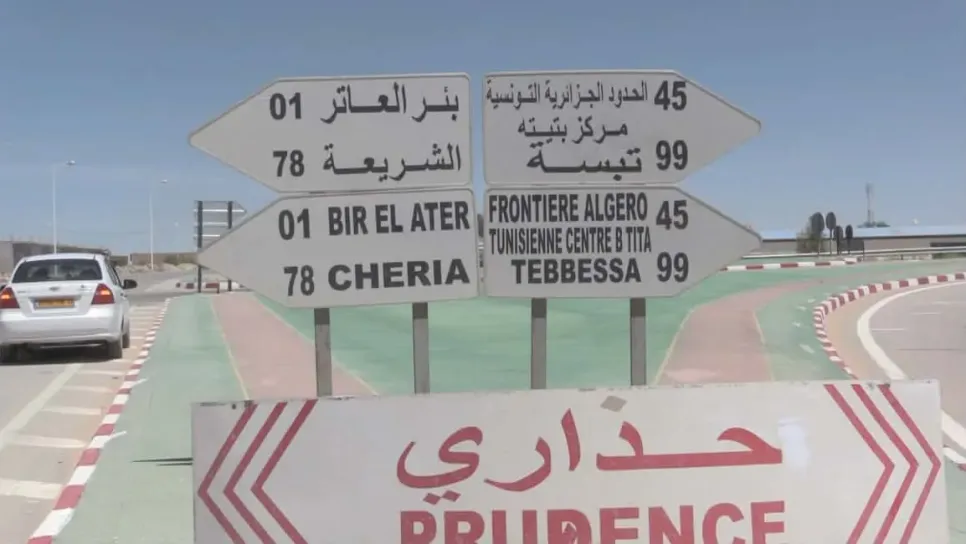 بئر العاتر 01
الشريعة 78
01 BIR EL ATER
78 CHERIA
الحدود الجزائرية التونسية 45
مركز بتيته
تبسة 99
FRONTIERE ALGERO 45
TUNISIENNE CENTRE B TITA
TEBBESSA 99
حذاري
PRUDENCE